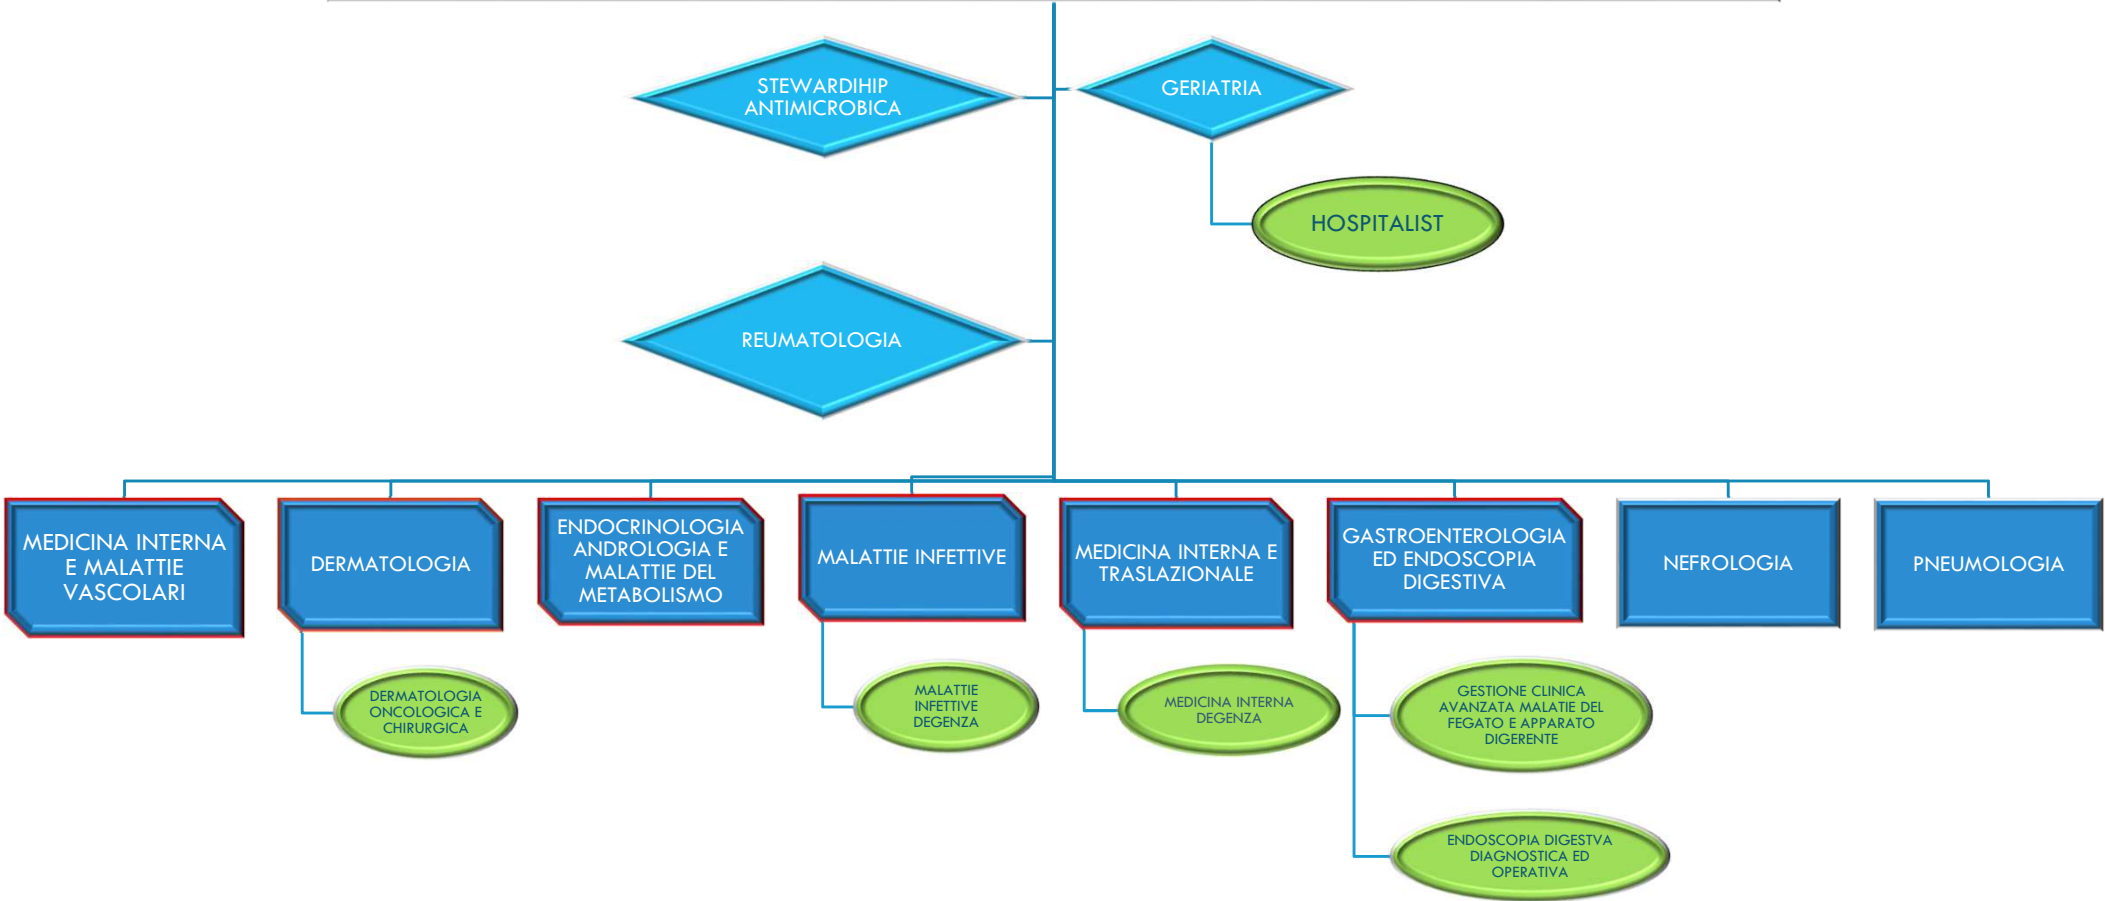 STEWARDIHIP
ANTIMICROBICA
GERIATRIA
HOSPITALIST
REUMATOLOGIA
MEDICINA INTERNA
E MALATTIE
VASCOLARI
DERMATOLOGIA
ENDOCRINOLOGIA
ANDROLOGIA E
MALATTIE DEL
METABOLISMO
MALATTIE INFETTIVE
MEDICINA INTERNA E
TRASLAZIONALE
GASTROENTEROLOGIA
ED ENDOSCOPIA
DIGESTIVA
NEFROLOGIA
PNEUMOLOGIA
DERMATOLOGIA
ONCOLOGICA E
CHIRURGICA
MALATTIE
INFETTIVE
DEGENZA
MEDICINA INTERNA
DEGENZA
GESTIONE CLINICA
AVANZATA MALATIE DEL
FEGATO E APPARATO
DIGERENTE
ENDOSCOPIA DIGESTVA
DIAGNOSTICA ED
OPERATIVA